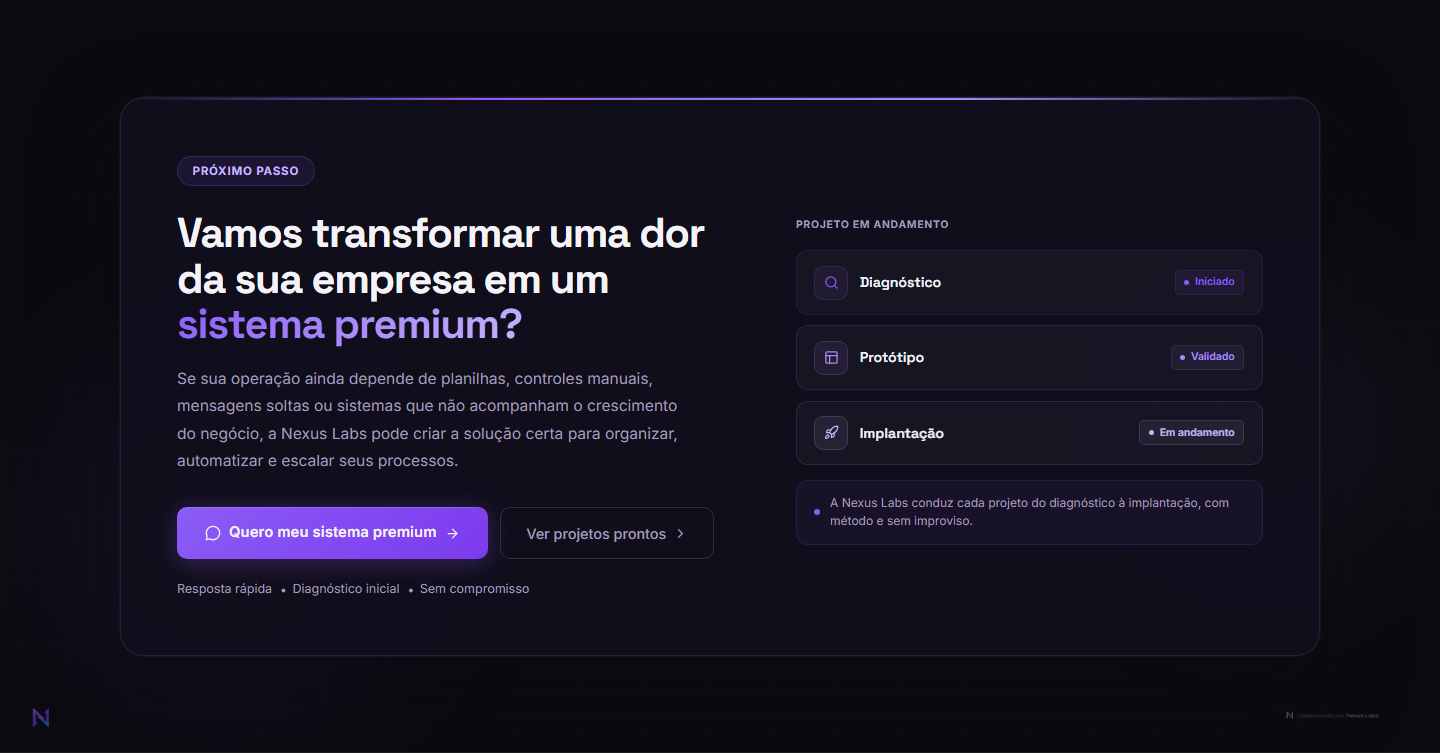 PRÓXIMO PASSO
Vamos transformar uma dor
da sua empresa em um
sistema premium?
Se sua operação ainda depende de planilhas, controles manuais,
mensagens soltas ou sistemas que não acompanham o crescimento
do negócio, a Nexus Labs pode criar a solução certa para organizar,
automatizar e escalar seus processos.
Quero meu sistema premium
Ver projetos prontos
Resposta rápida • Diagnóstico inicial • Sem compromisso
PROJETO EM ANDAMENTO
Diagnóstico
Iniciado
Protótipo
Validado
Implantação
Em andamento
A Nexus Labs conduz cada projeto do diagnóstico à implantação, com
método e sem improviso.
N
N Desenvolvido por Nexus Labs